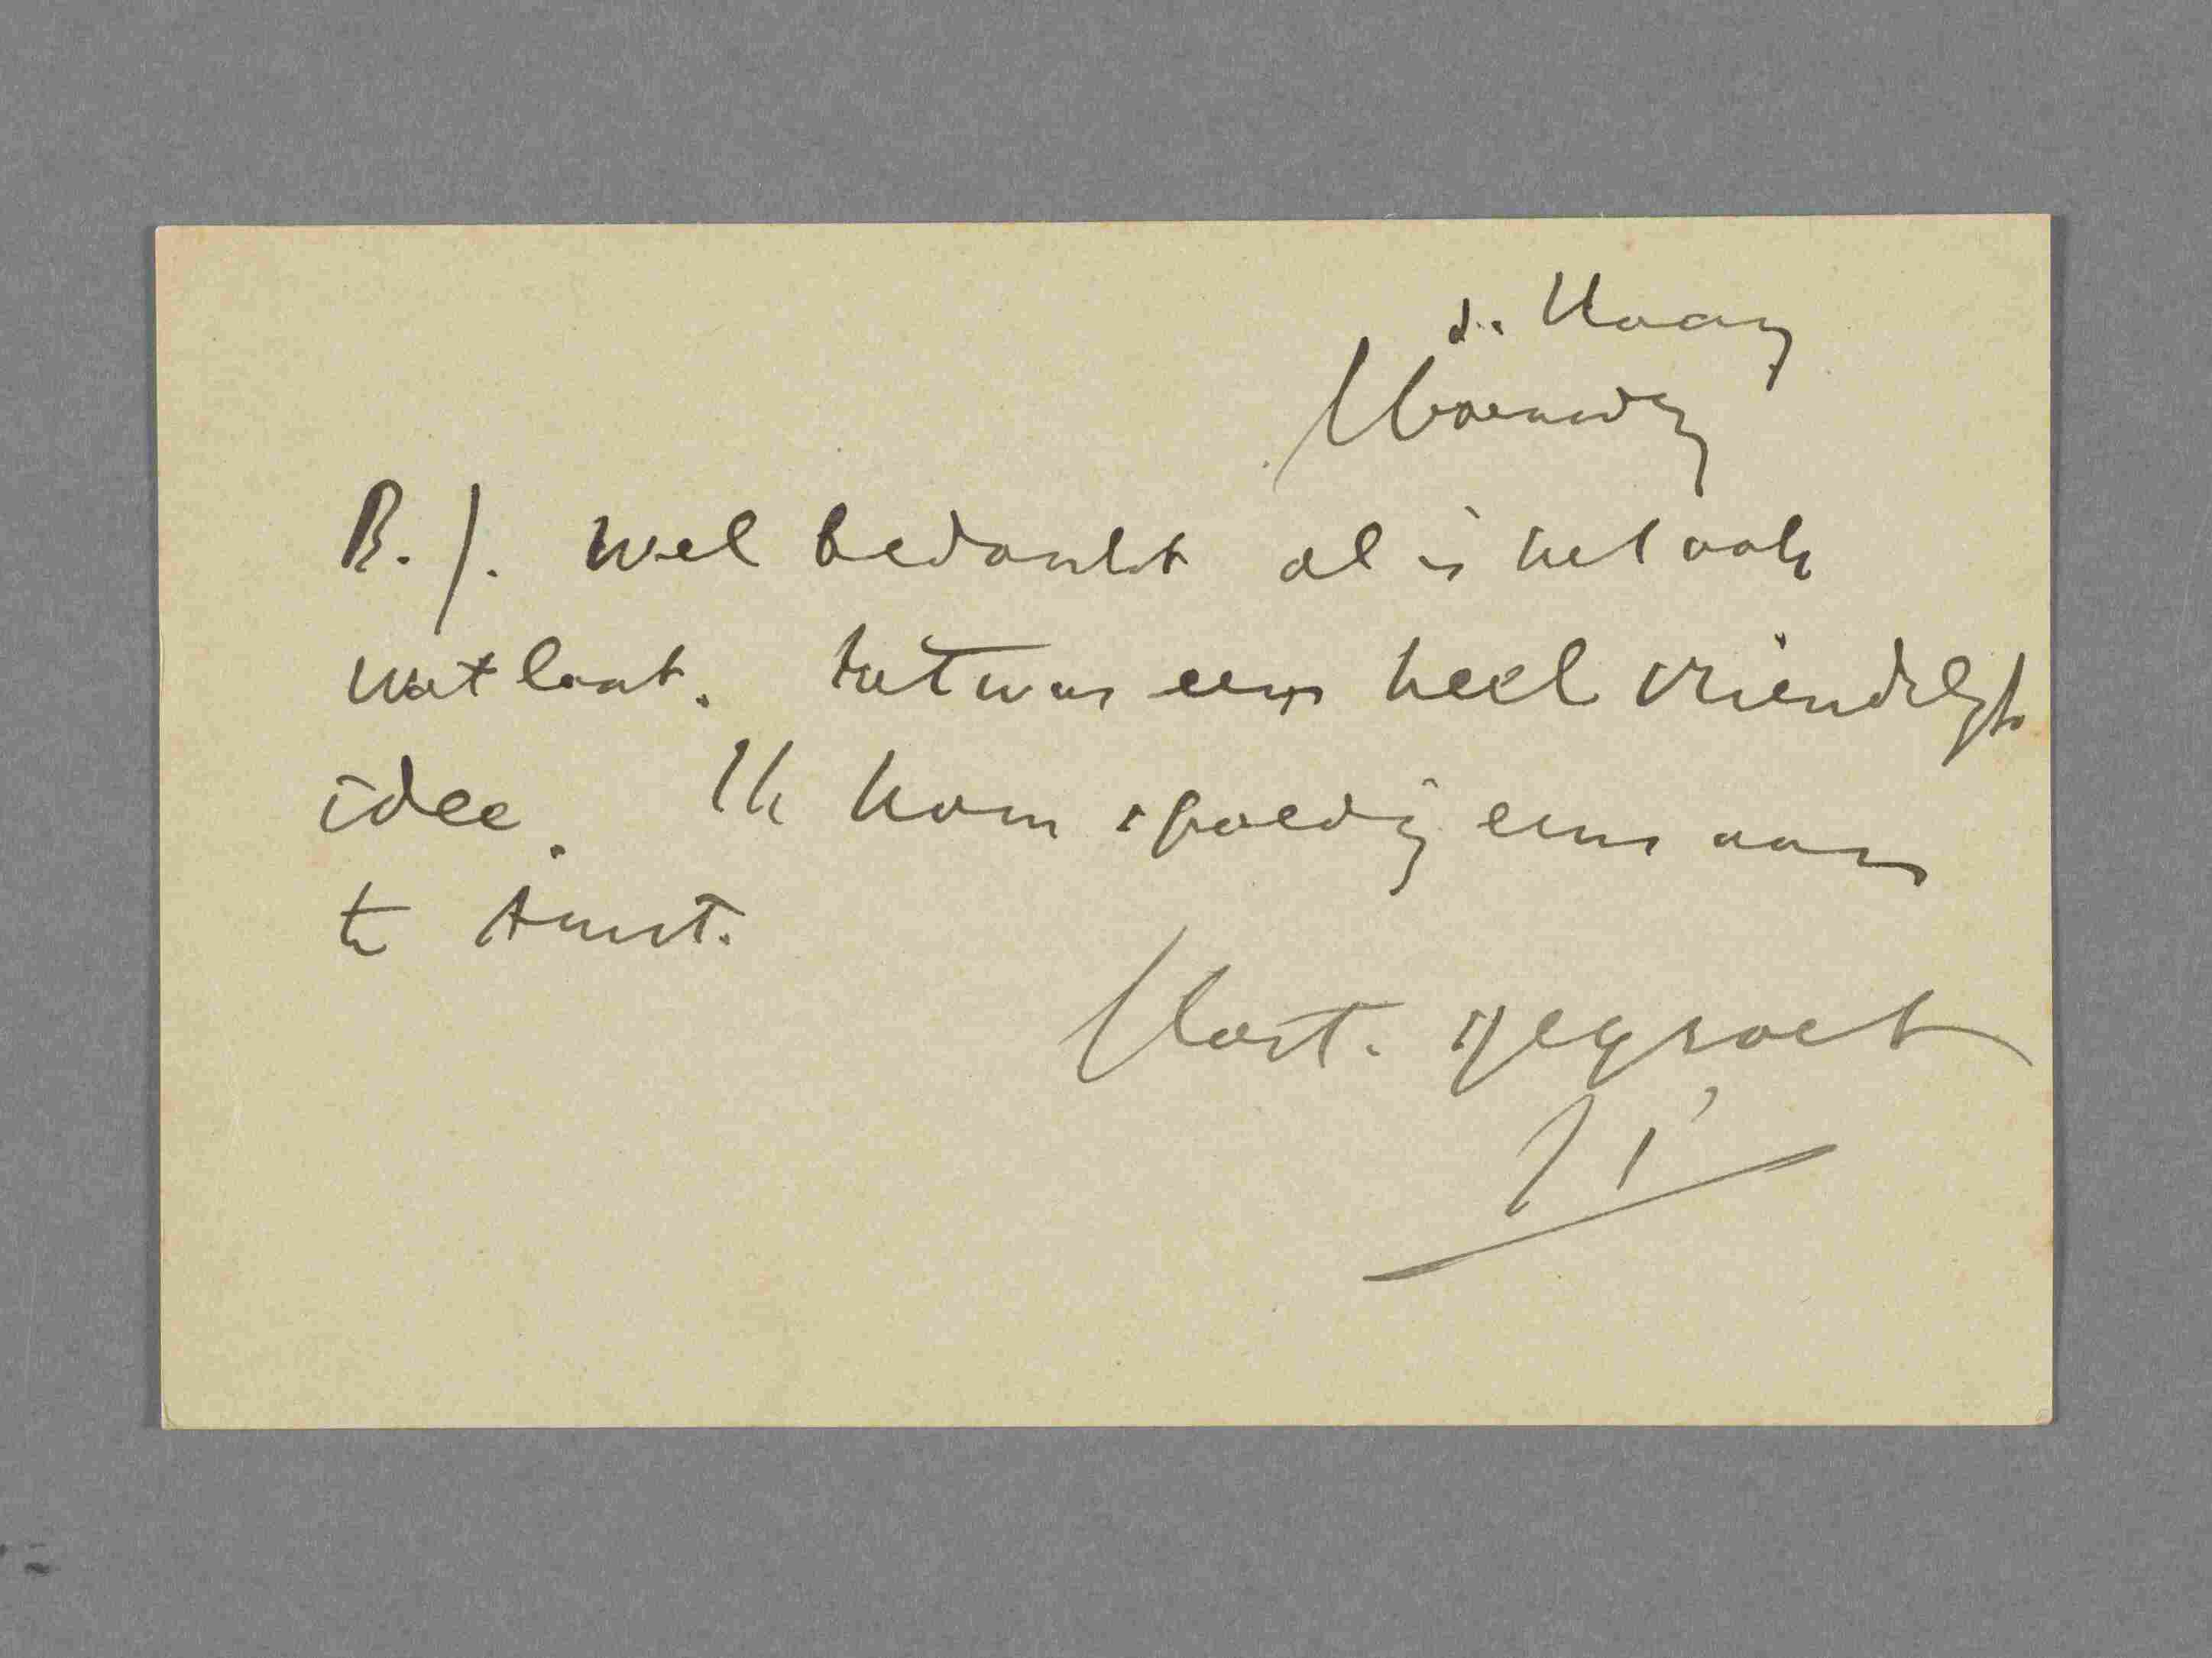 d. Haag
Woensdag
B. J. Wel bedankt al is het ook
wat laat. het was een heel vriendelijk
idee. Ik kom spoedig eens aan
te Amst.
Hart. gegroet